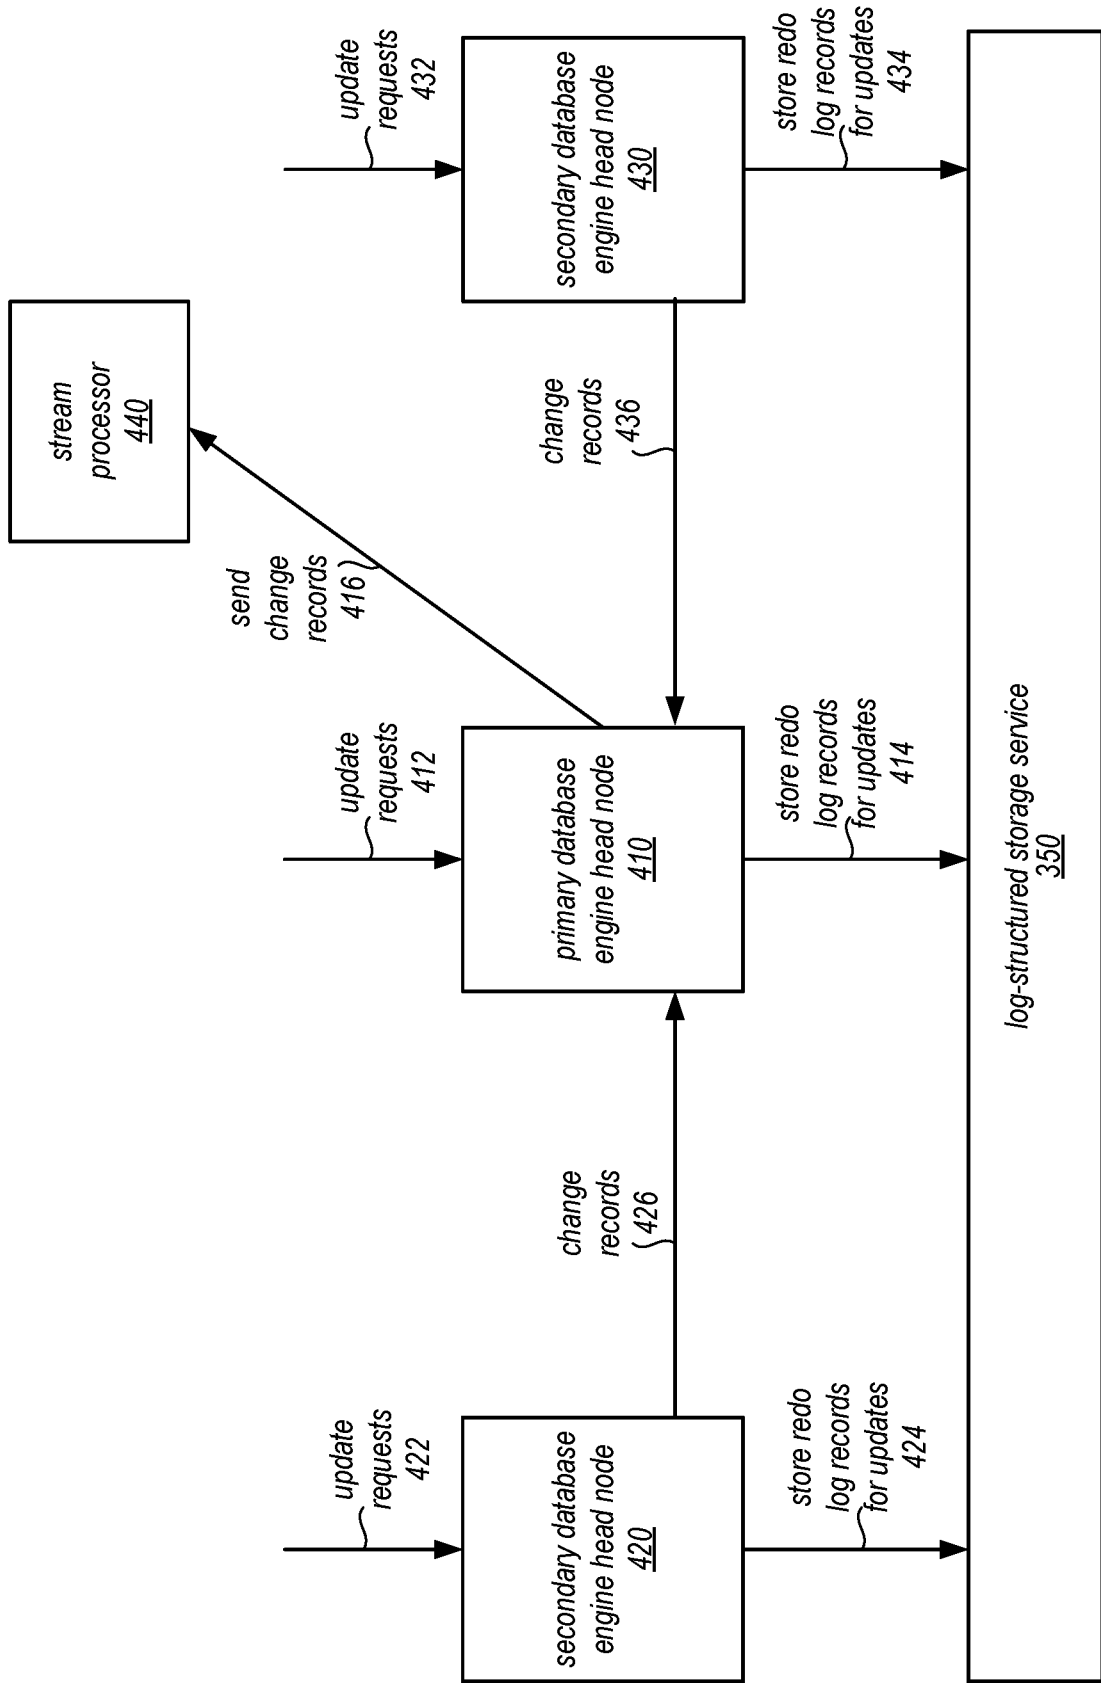 stream
processor
440
send
change
records
416
update
requests
422
update
requests
412
update
requests
432
secondary database
engine head node
420
change
records
426
primary database
engine head node
410
change
records
436
secondary database
engine head node
430
store redo
log records
for updates
424
store redo
log records
for updates
414
store redo
log records
for updates
434
log-structured storage service
350